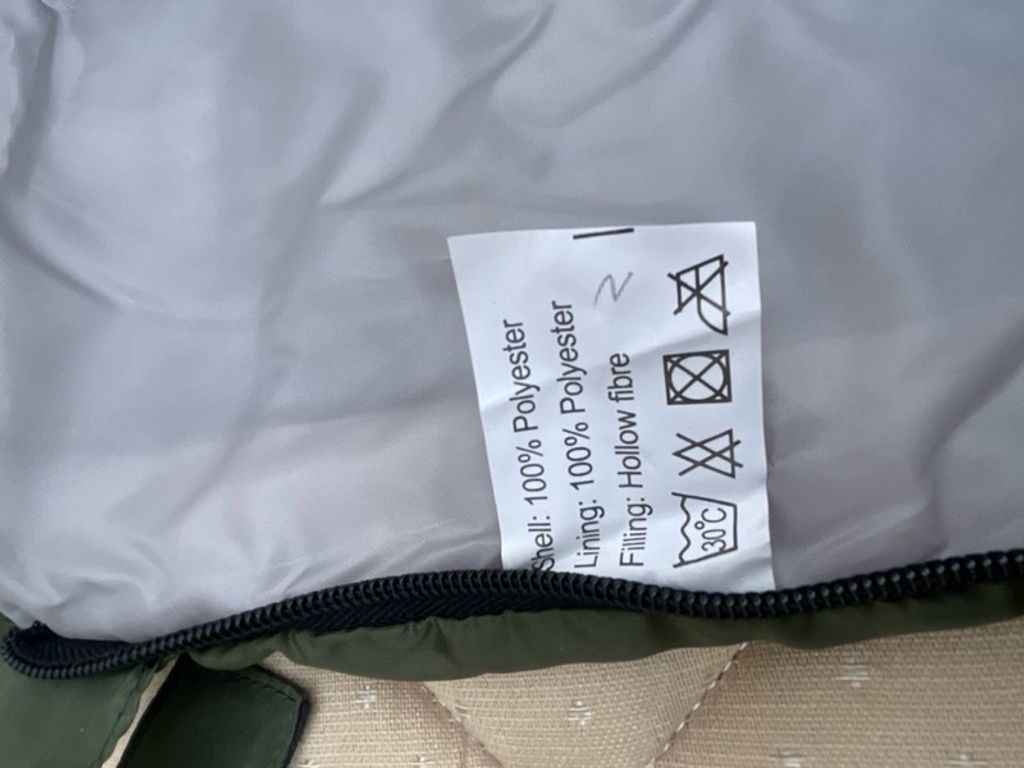 Shell: 100% Polyester
Lining: 100% Polyester
Filling: Hollow fibre
30°C